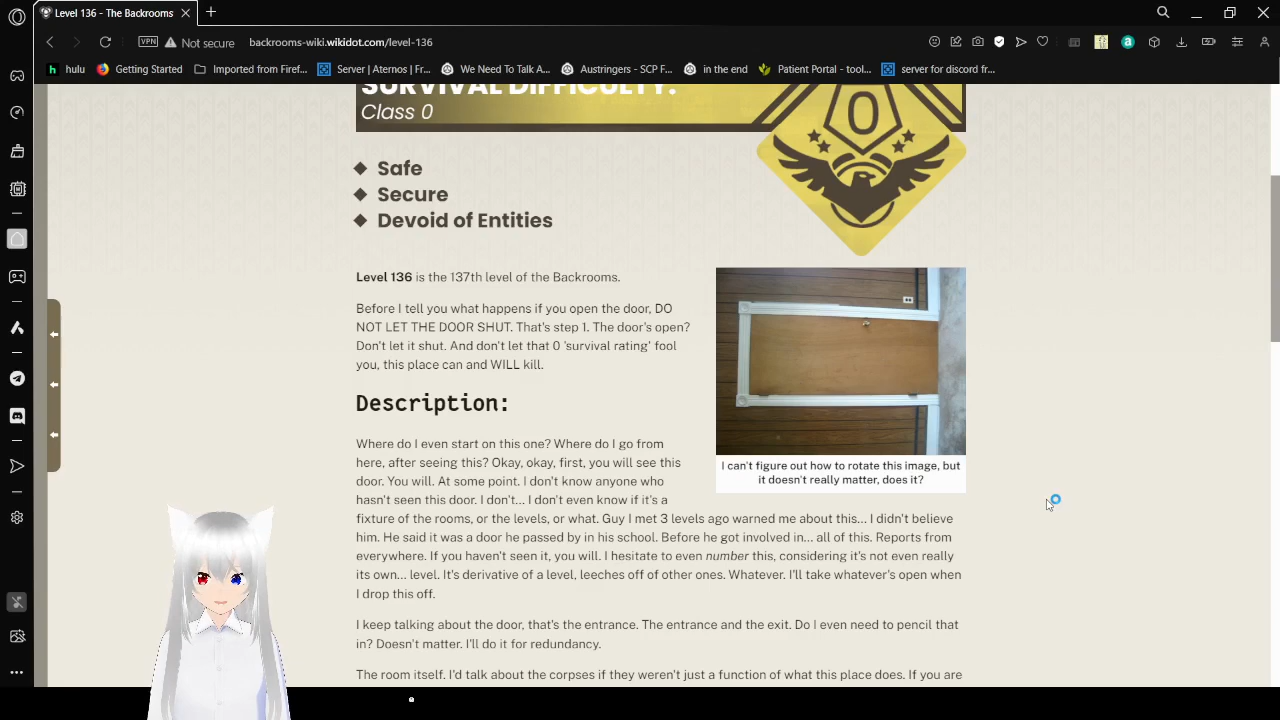 Level 136 - The Backrooms
VPN Not secure backrooms-wiki.wikidot.com/level-136
hulu Getting Started Imported from Firef... Server | Aternos | Fr... We Need To Talk A... Austringers - SCP F... in the end Patient Portal - tool... server for discord fra...
SURVIVAL DIFFICULTY:
Class 0
0
Safe
Secure
Devoid of Entities
Level 136 is the 137th level of the Backrooms.
Before I tell you what happens if you open the door, DO
NOT LET THE DOOR SHUT. That's step 1. The door's open?
Don't let it shut. And don't let that 0 'survival rating' fool
you, this place can and WILL kill.
I can't figure out how to rotate this image, but
it doesn't really matter, does it?
Description:
Where do I even start on this one? Where do I go from
here, after seeing this? Okay, okay, first, you will see this
door. You will. At some point. I don't know anyone who
hasn't seen this door. I don't... I don't even know if it's a
fixture of the rooms, or the levels, or what. Guy I met 3 levels ago warned me about this... I didn't believe
him. He said it was a door he passed by in his school. Before he got involved in... all of this. Reports from
everywhere. If you haven't seen it, you will. I hesitate to even number this, considering it's not even really
its own... level. It's derivative of a level, leeches off of other ones. Whatever. I'll take whatever's open when
I drop this off.
I keep talking about the door, that's the entrance. The entrance and the exit. Do I even need to pencil that
in? Doesn't matter. I'll do it for redundancy.
The room itself. I'd talk about the corpses if they weren't just a function of what this place does. If you are